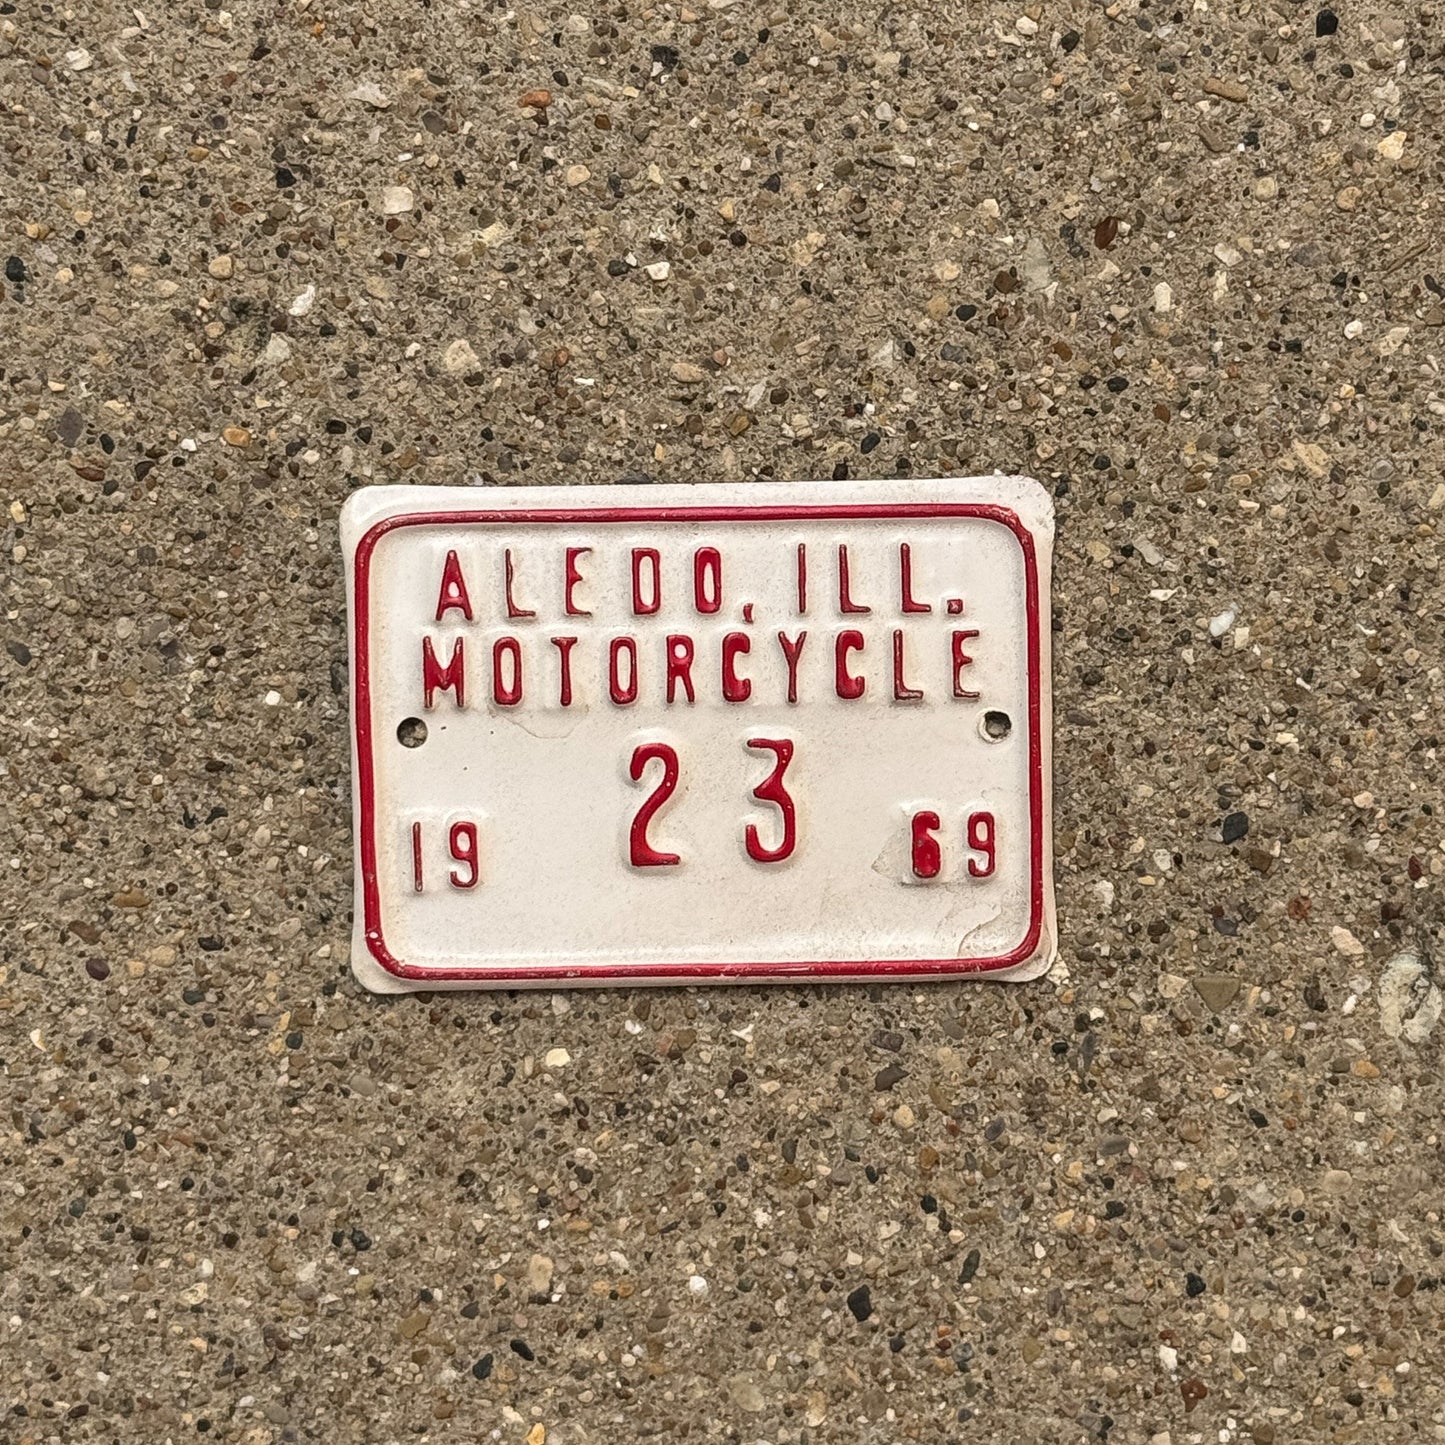 ALEDO, ILL.
MOTORCYCLE
23
19 69